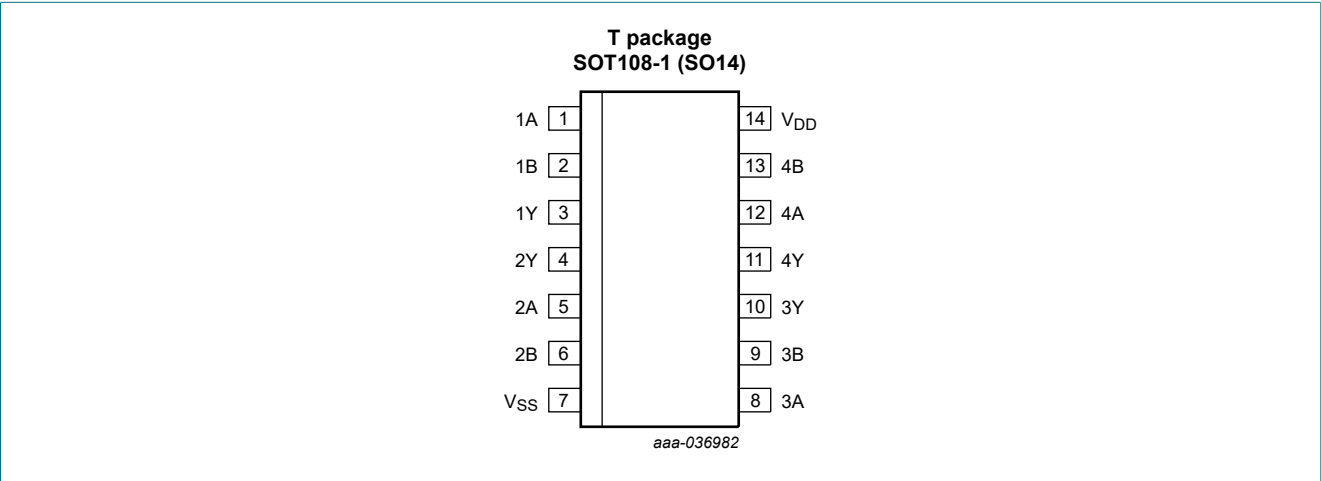 T package
SOT108-1 (SO14)
1A 1 14 VDD
1B 2 13 4B
1Y 3 12 4A
2Y 4 11 4Y
2A 5 10 3Y
2B 6 9 3B
VSS 7 8 3A
aaa-036982